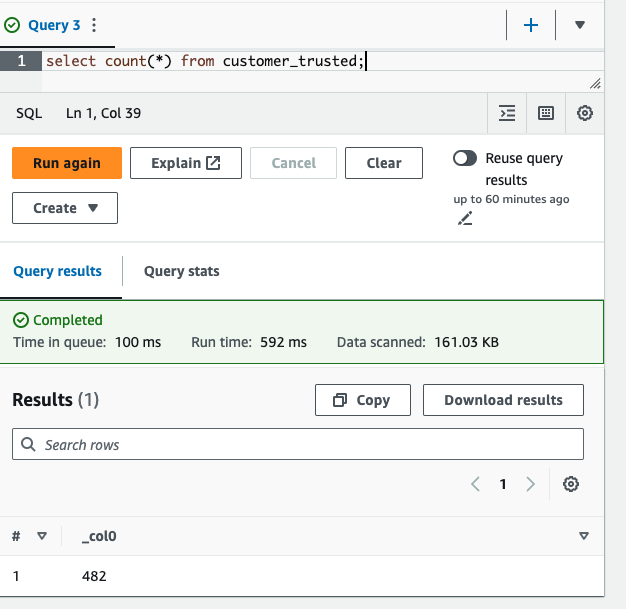 Query 3
1 select count(*) from customer_trusted;
SQL Ln 1, Col 39
Run again Explain Cancel Clear
Reuse query
results
up to 60 minutes ago
Create
Query results Query stats
Completed
Time in queue: 100 ms Run time: 592 ms Data scanned: 161.03 KB
Results (1) Copy Download results
Search rows
1
# _col0
1 482